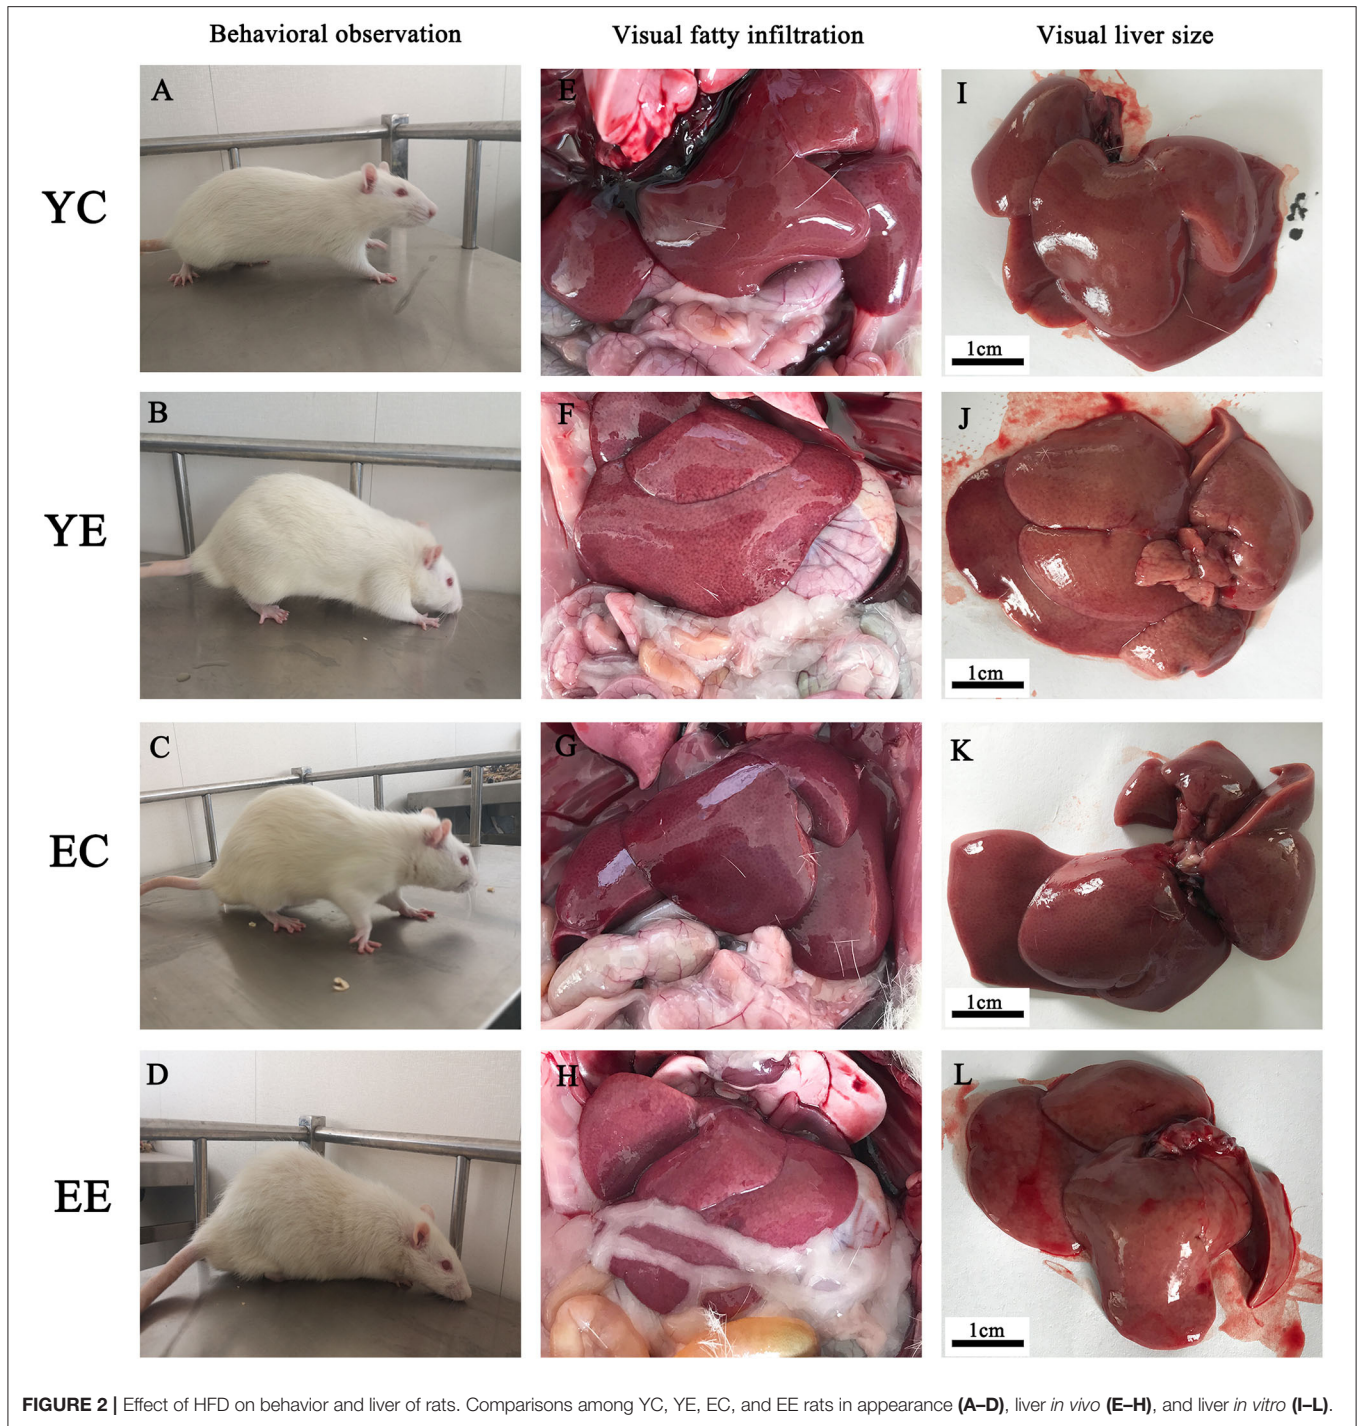 Behavioral observation Visual fatty infiltration Visual liver size
YC A E I
1cm
YE B F J
1cm
EC C G K
1cm
EE D H L
1cm
FIGURE 2 | Effect of HFD on behavior and liver of rats. Comparisons among YC, YE, EC, and EE rats in appearance (A–D), liver in vivo (E–H), and liver in vitro (I–L).